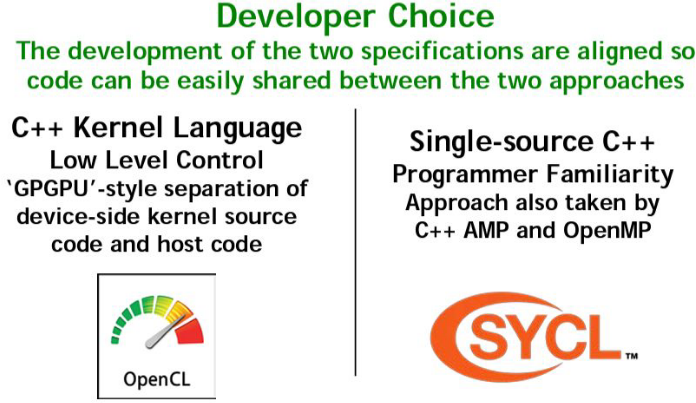 Developer Choice
The development of the two specifications are aligned so
code can be easily shared between the two approaches
C++ Kernel Language
Low Level Control
‘GPGPU’-style separation of
device-side kernel source
code and host code
OpenCL
Single-source C++
Programmer Familiarity
Approach also taken by
C++ AMP and OpenMP
SYCL™